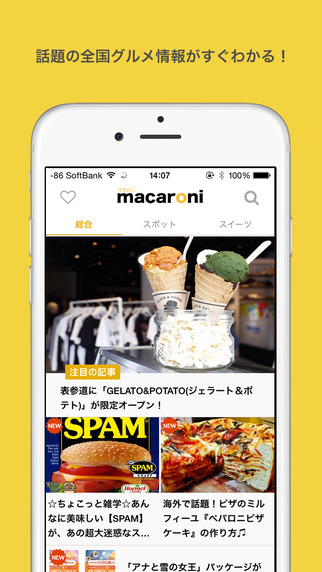 話題の全国グルメ情報がすぐわかる！
-86 SoftBank 14:07 100%
macaroni
総合 スポット スイーツ
注目の記事
表参道に「GELATO&POTATO(ジェラート＆ポ
テト)」が限定オープン！
NEW
SPAM
SPAM
Hormel
☆ちょこっと雑学☆あん
なに美味しい【SPAM】
が、あの超大迷惑なス...
NEW
海外で話題！ピザのミル
フィーユ『ペパロニピザ
ケーキ』の作り方♫
NEW
「アナと雪の女王」パッケージが